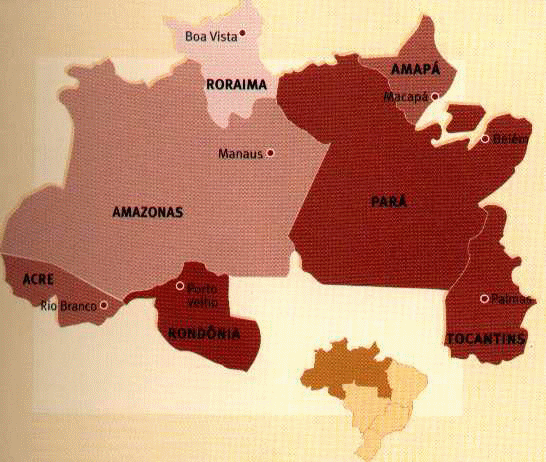 Boa Vista
RORAIMA
AMAPÁ
Macapá
Manaus
Belém
AMAZONAS
PARÁ
ACRE
Rio Branco
Porto
velho
RONDÔNIA
Palmas
TOCANTINS